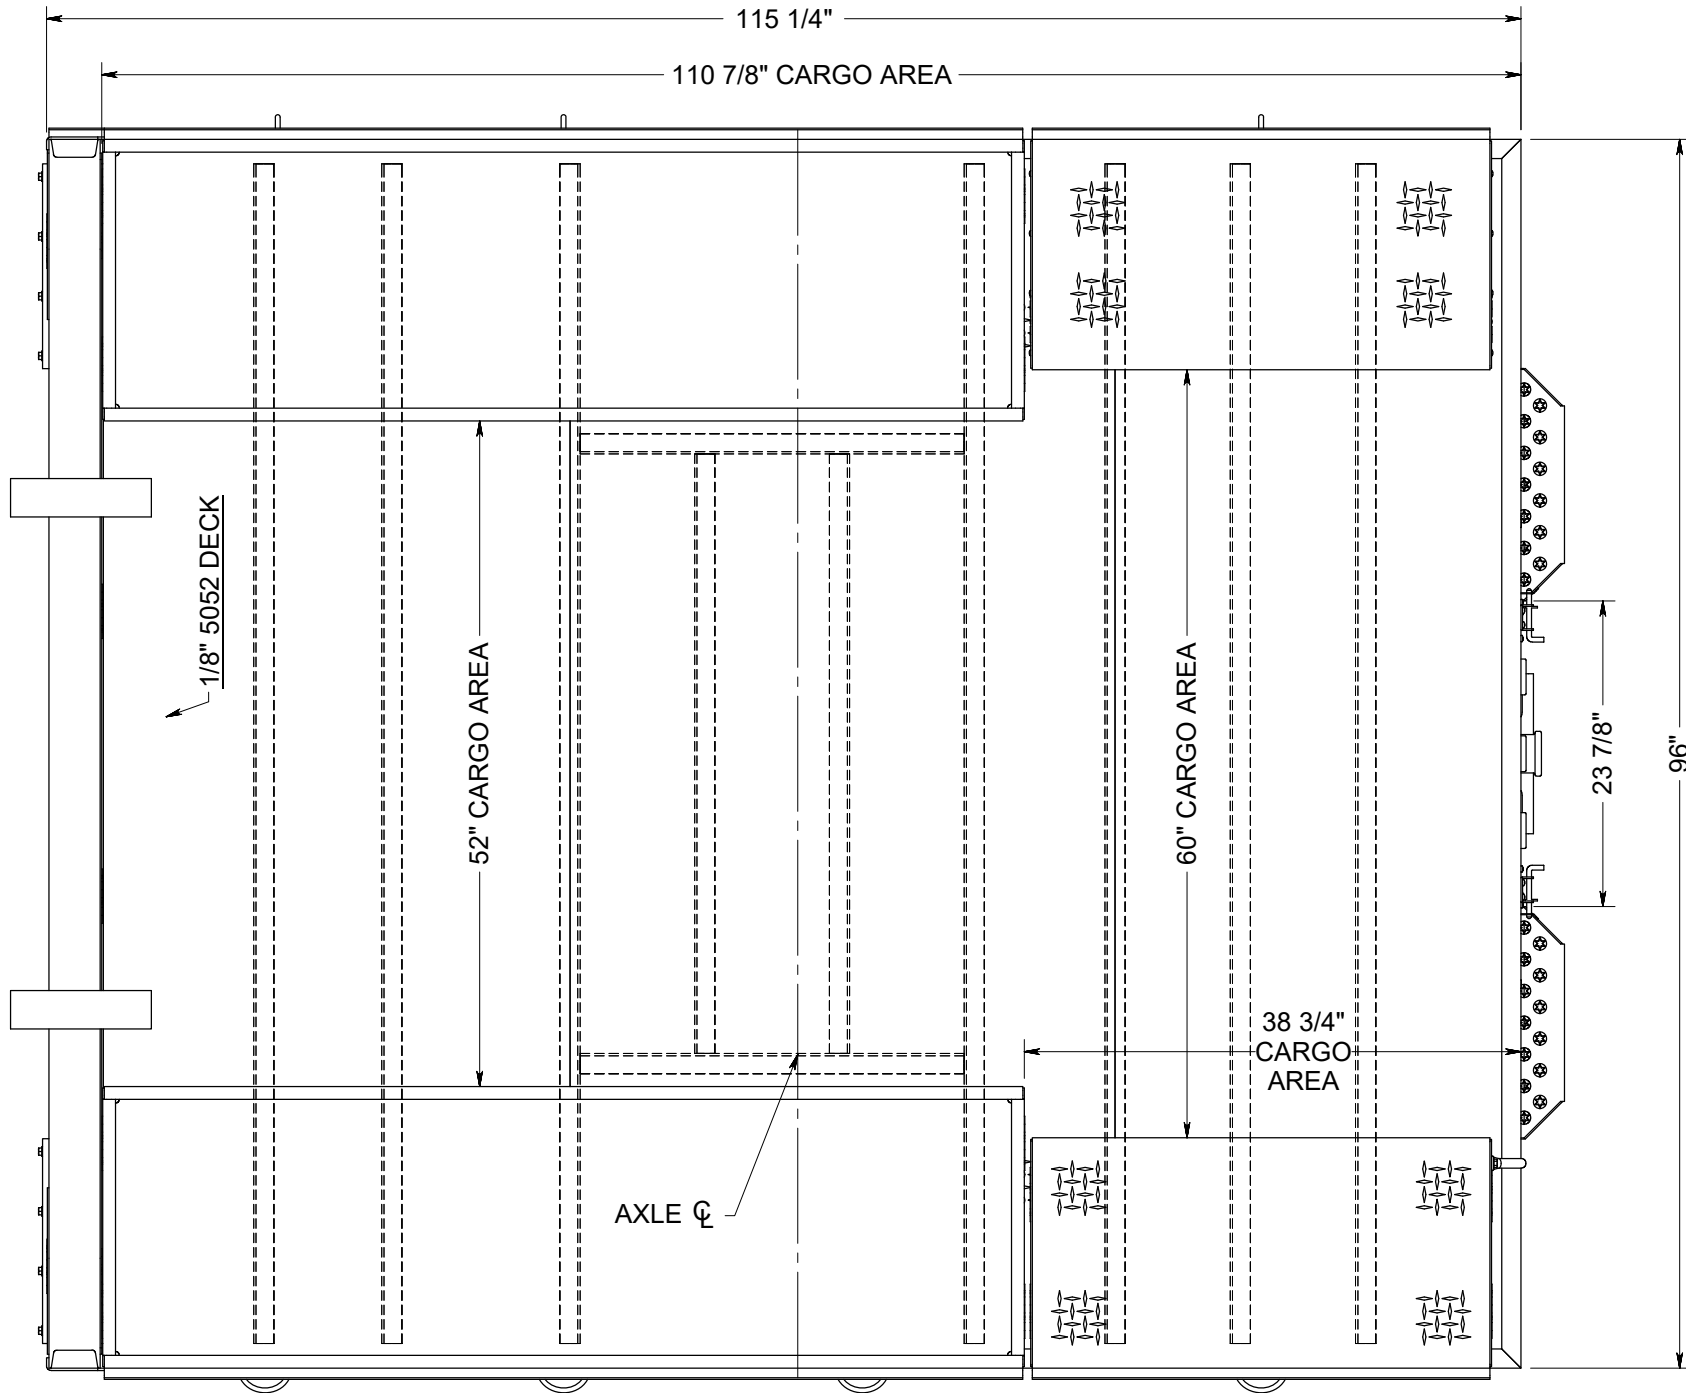 115 1/4"
110 7/8" CARGO AREA
1/8" 5052 DECK
52" CARGO AREA
60" CARGO AREA
23 7/8"
96"
38 3/4"
CARGO
AREA
AXLE ℄